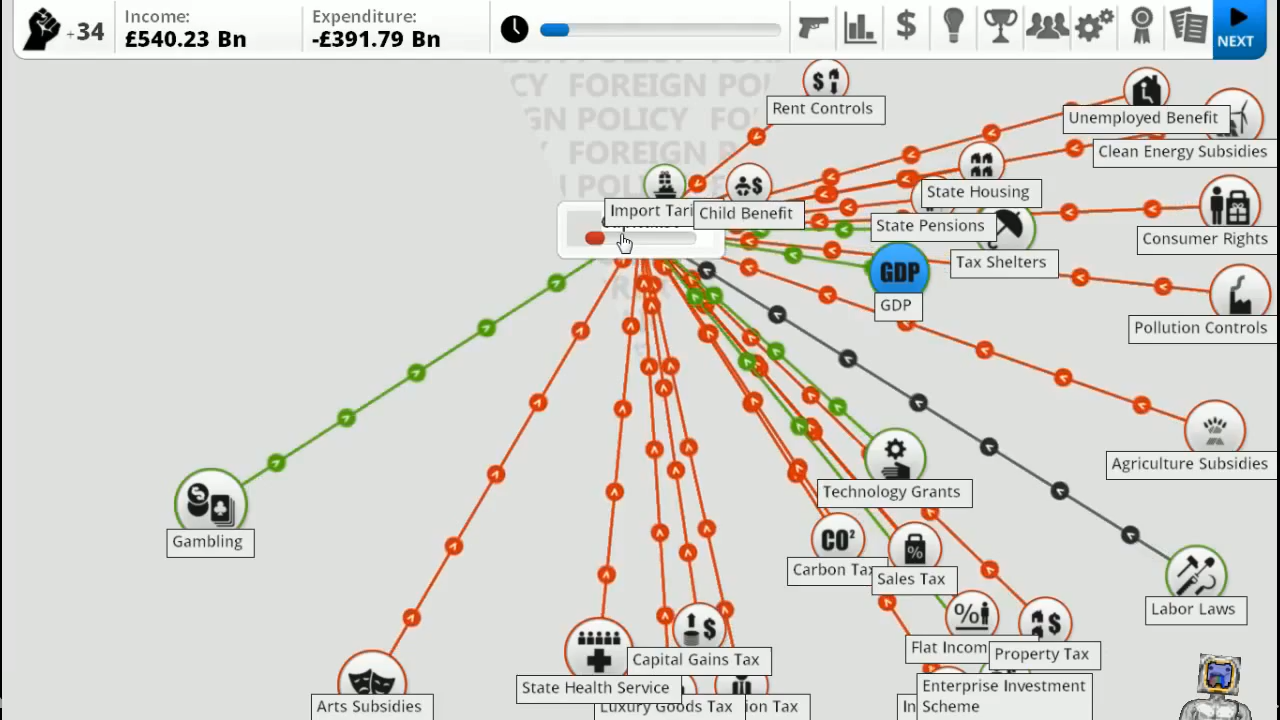 +34
Income:
£540.23 Bn
Expenditure:
-£391.79 Bn
NEXT
FOREIGN POLICY
FOREIGN
Rent Controls
Unemployed Benefit
Clean Energy Subsidies
State Housing
Import Tari
Child Benefit
State Pensions
Consumer Rights
Tax Shelters
GDP
GDP
Pollution Controls
Agriculture Subsidies
Technology Grants
Gambling
CO²
Carbon Tax
Sales Tax
Labor Laws
Flat Incom
Property Tax
Capital Gains Tax
State Health Service
Enterprise Investment
Scheme
Arts Subsidies
Luxury Goods Tax
ion Tax
In